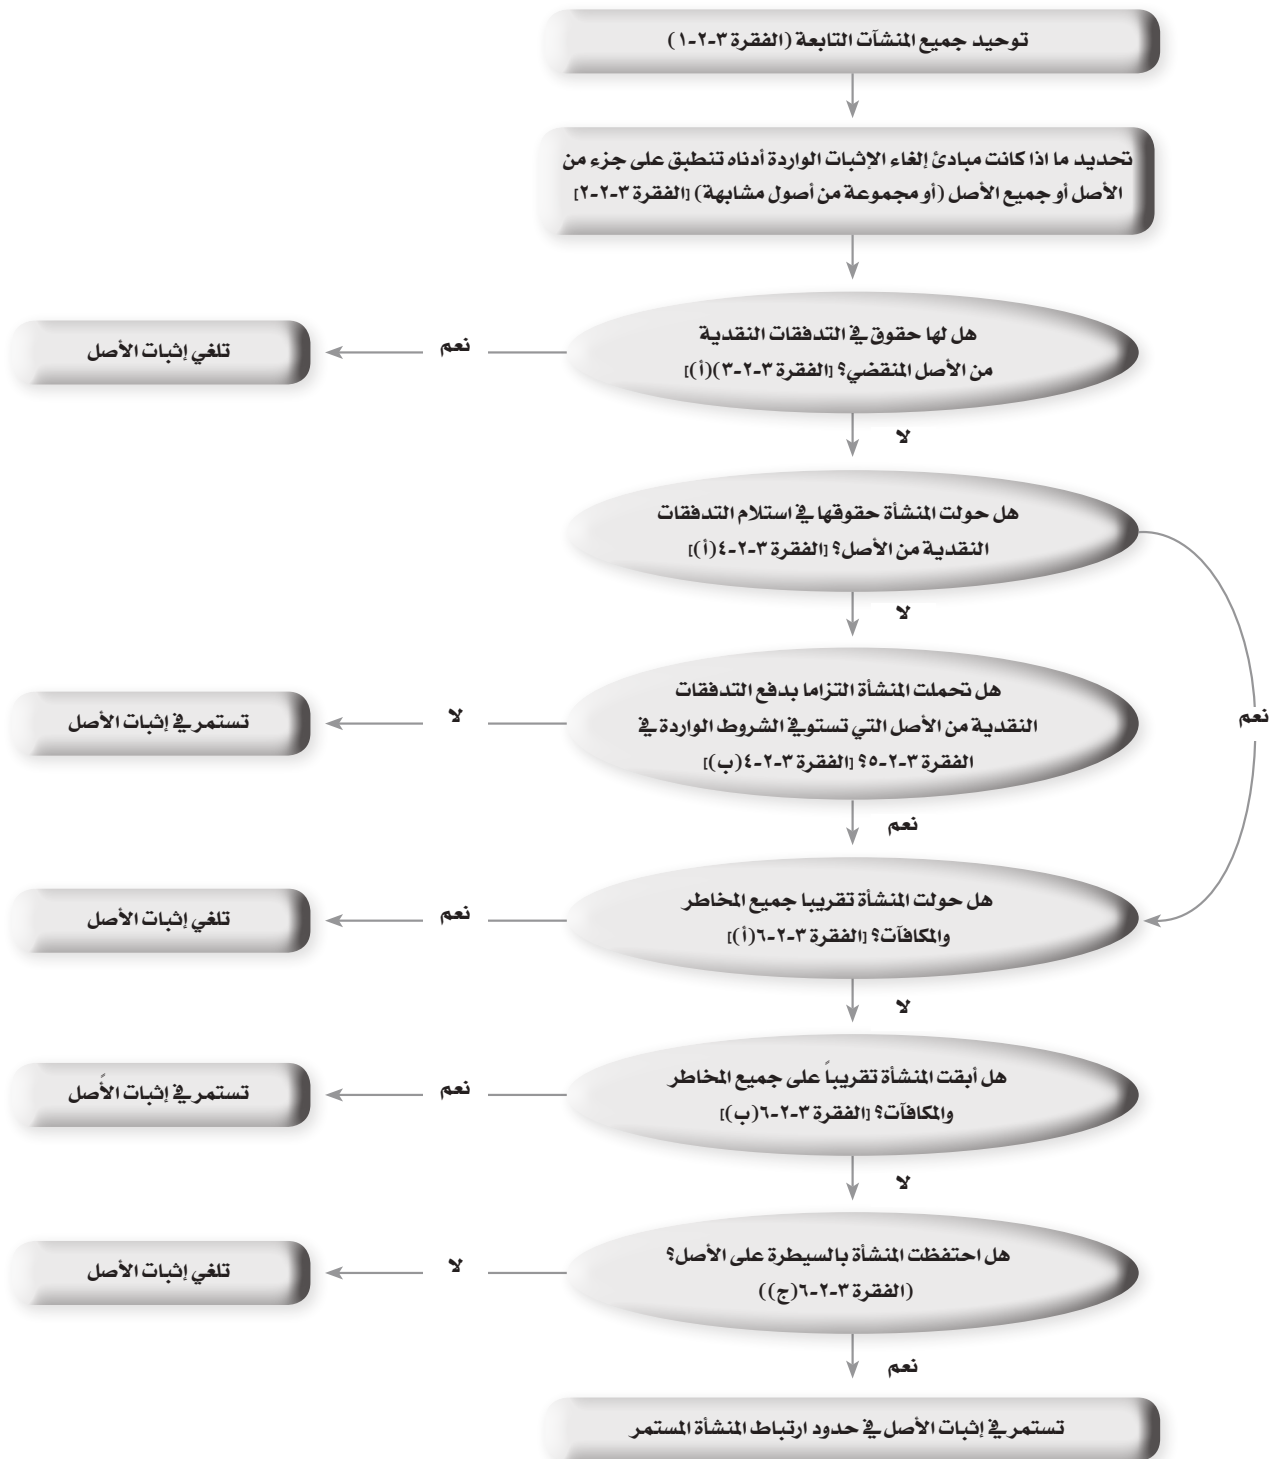 توحيد جميع المنشآت التابعة (الفقرة ٣-٢-١)
تحديد ما اذا كانت مبادئ إلغاء الإثبات الواردة أدناه تنطبق على جزء من
الأصل أو جميع الأصل (أو مجموعة من أصول مشابهة) [الفقرة ٣-٢-٢]
هل لها حقوق في التدفقات النقدية
من الأصل المنقضي؟ [الفقرة ٣-٢-٣)(أ)]
نعم
تلغي إثبات الأصل
لا
هل حولت المنشأة حقوقها في استلام التدفقات
النقدية من الأصل؟ [الفقرة ٣-٢-٤(أ)]
نعم
لا
هل تحملت المنشأة التزاما بدفع التدفقات
النقدية من الأصل التي تستوفي الشروط الواردة في
الفقرة ٣-٢-٥؟ [الفقرة ٣-٢-٤(ب)]
لا
تستمر في إثبات الأصل
نعم
هل حولت المنشأة تقريبا جميع المخاطر
والمكافآت؟ [الفقرة ٣-٢-٦(أ)]
نعم
تلغي إثبات الأصل
لا
هل أبقت المنشأة تقريباً على جميع المخاطر
والمكافآت؟ [الفقرة ٣-٢-٦(ب)]
نعم
تستمر في إثبات الأصل
لا
هل احتفظت المنشأة بالسيطرة على الأصل؟
(الفقرة ٣-٢-٦(ج))
لا
تلغي إثبات الأصل
نعم
تستمر في إثبات الأصل في حدود ارتباط المنشأة المستمر